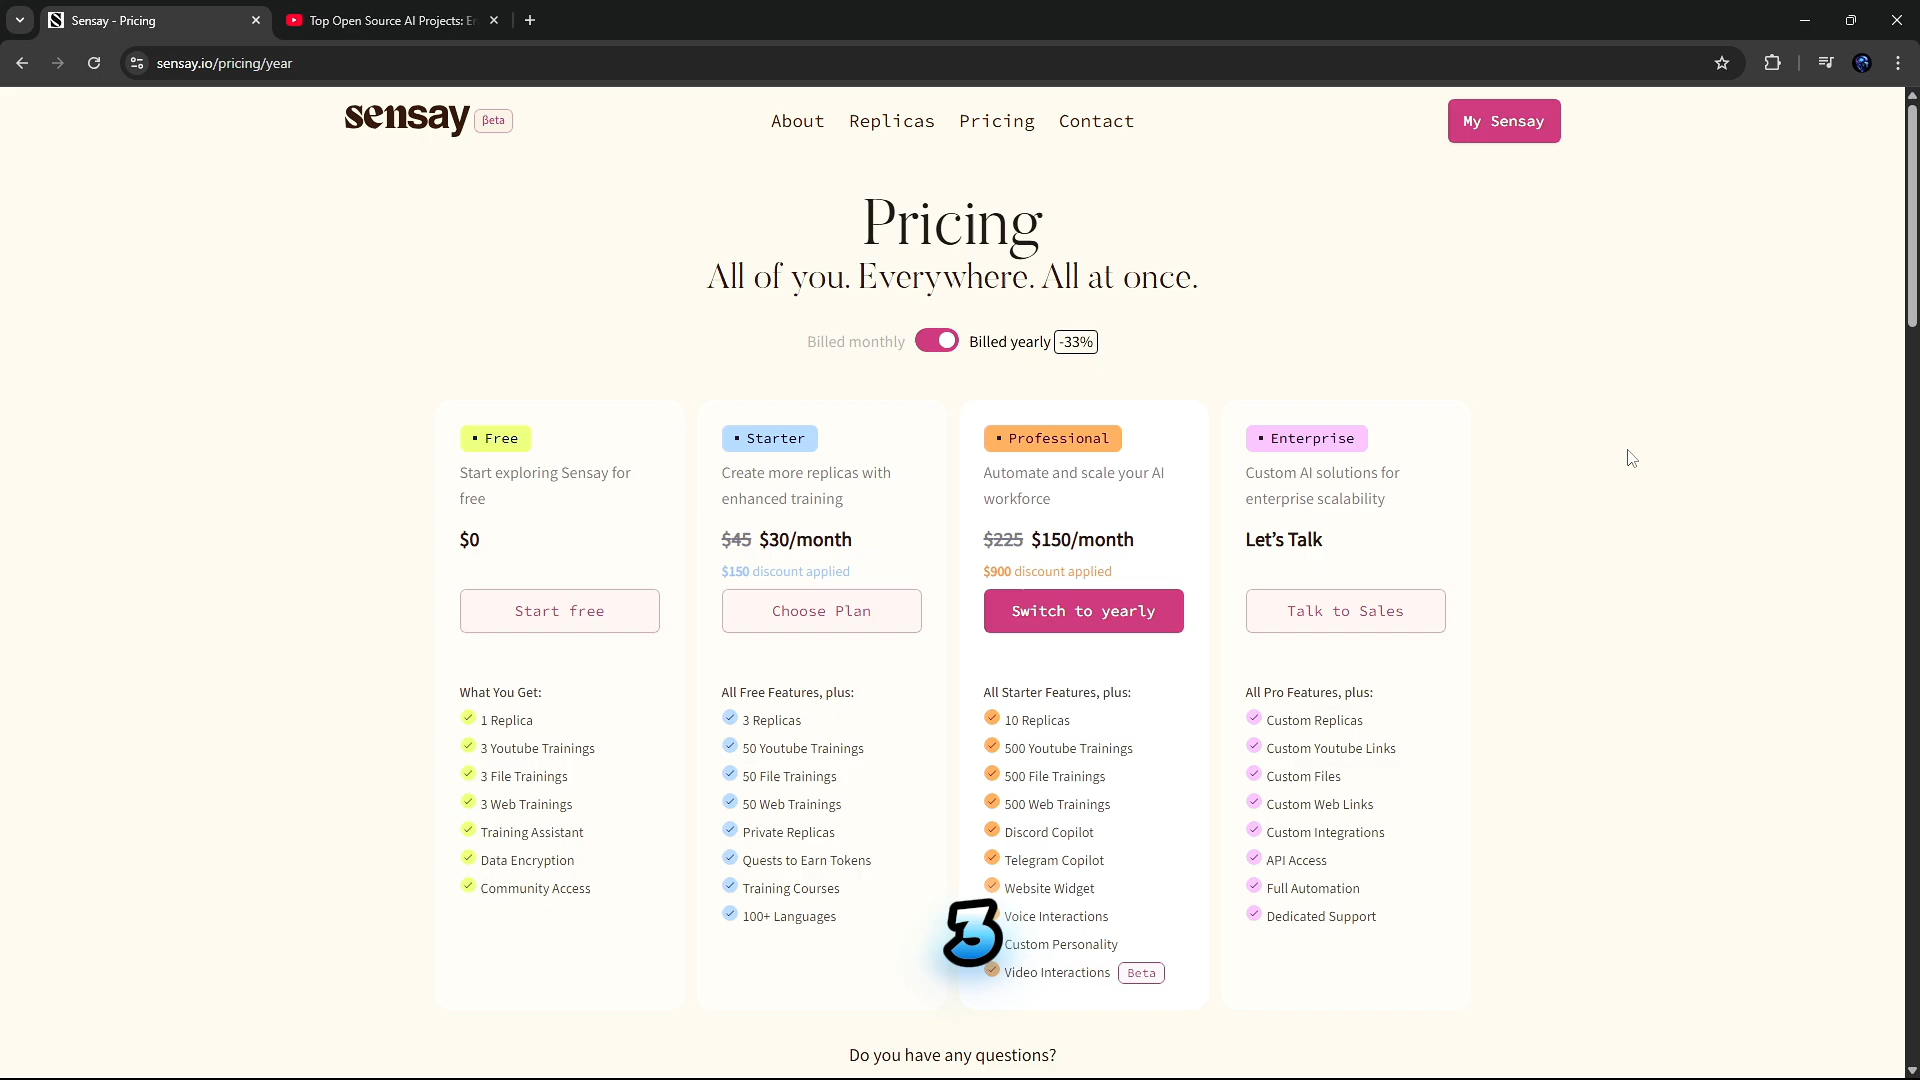 Sensay - Pricing
Top Open Source AI Projects:
sensay.io/pricing/year
sensay βeta
About Replicas Pricing Contact
My Sensay
Pricing
All of you. Everywhere. All at once.
Billed monthly Billed yearly -33%
Free
Start exploring Sensay for
free
$0
Start free
What You Get:
1 Replica
3 Youtube Trainings
3 File Trainings
3 Web Trainings
Training Assistant
Data Encryption
Community Access
Starter
Create more replicas with
enhanced training
$45 $30/month
$150 discount applied
Choose Plan
All Free Features, plus:
3 Replicas
50 Youtube Trainings
50 File Trainings
50 Web Trainings
Private Replicas
Quests to Earn Tokens
Training Courses
100+ Languages
Professional
Automate and scale your AI
workforce
$225 $150/month
$900 discount applied
Switch to yearly
All Starter Features, plus:
10 Replicas
500 Youtube Trainings
500 File Trainings
500 Web Trainings
Discord Copilot
Telegram Copilot
Website Widget
Voice Interactions
Custom Personality
Video Interactions Beta
3
Enterprise
Custom AI solutions for
enterprise scalability
Let's Talk
Talk to Sales
All Pro Features, plus:
Custom Replicas
Custom Youtube Links
Custom Files
Custom Web Links
Custom Integrations
API Access
Full Automation
Dedicated Support
Do you have any questions?